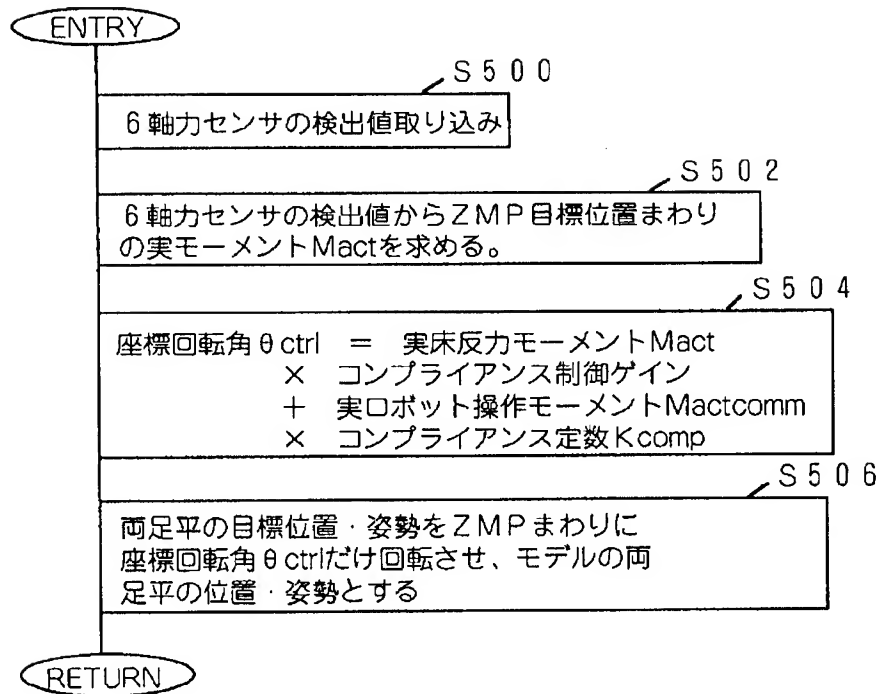 ENTRY
S500
6軸力センサの検出値取り込み
S502
6軸力センサの検出値からZMP目標位置まわり
の実モーメントMactを求める。
S504
座標回転角θctrl = 実床反力モーメントMact
× コンプライアンス制御ゲイン
+ 実ロボット操作モーメントMactcomm
× コンプライアンス定数Kcomp
S506
両足平の目標位置・姿勢をZMPまわりに
座標回転角θctrlだけ回転させ、モデルの両
足平の位置・姿勢とする
RETURN